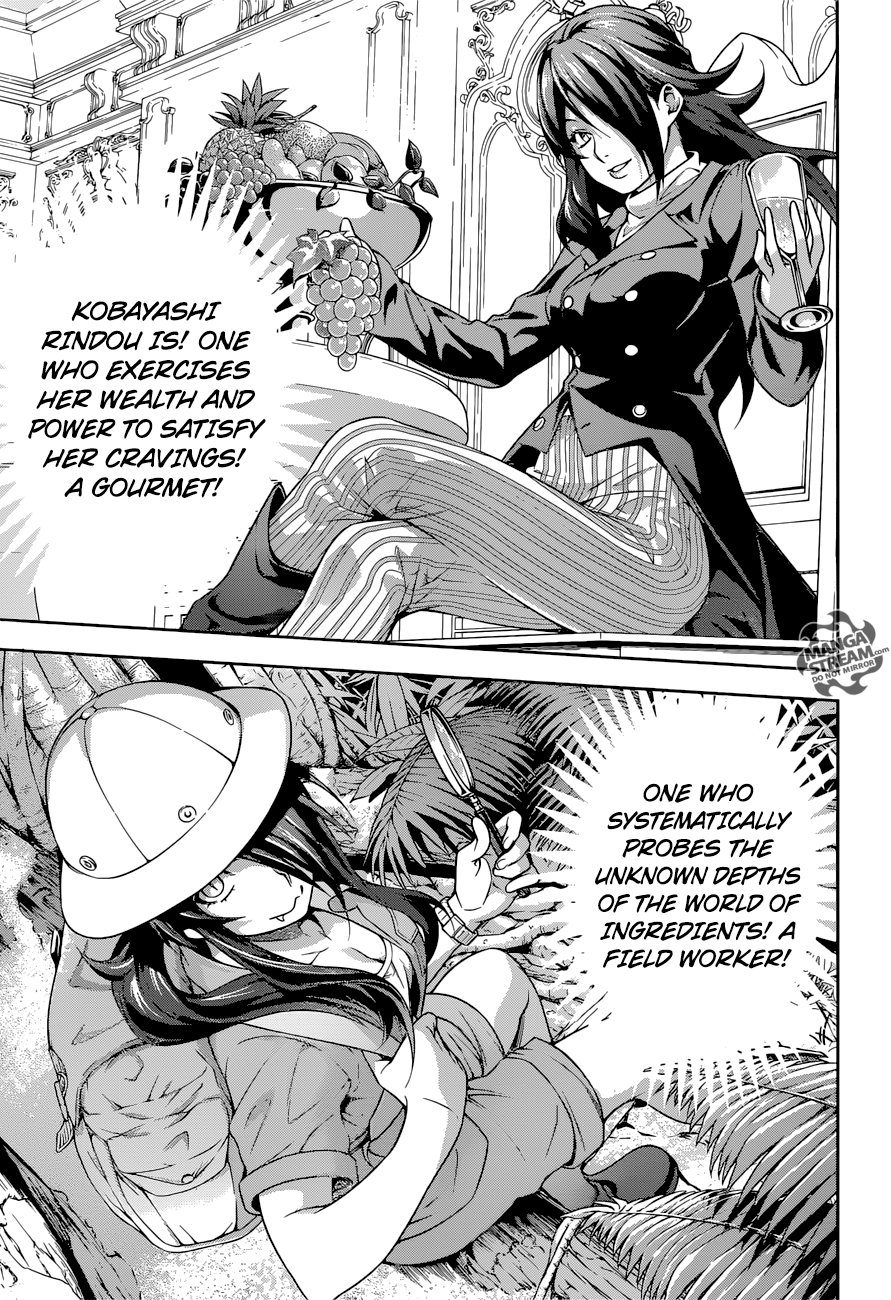 KOBAYASHI
RINDOU IS! ONE
WHO EXERCISES
HER WEALTH AND
POWER TO SATISFY
HER CRAVINGS!
A GOURMET!
MANGA
STREAM.com
DO NOT MIRROR
ONE WHO
SYSTEMATICALLY
PROBES THE
UNKNOWN DEPTHS
OF THE WORLD OF
INGREDIENTS! A
FIELD WORKER!